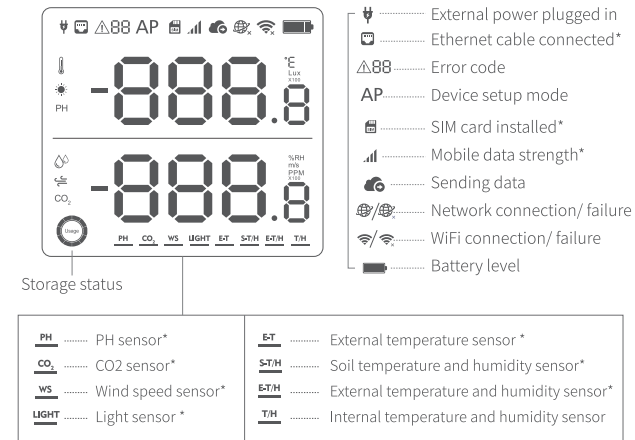 88 AP
External power plugged in
Ethernet cable connected*
88 Error code
AP Device setup mode
SIM card installed*
Mobile data strength*
Sending data
Network connection/ failure
WiFi connection/ failure
Battery level
-888.8
Lux
X100
PH
-888.8
%RH
m/s
PPM
X100
CO2
Usage
PH CO2 WS LIGHT E-T S-T/H E-T/H T/H
Storage status
PH PH sensor*
CO2 CO2 sensor*
WS Wind speed sensor*
LIGHT Light sensor *
E-T External temperature sensor *
S-T/H Soil temperature and humidity sensor*
E-T/H External temperature and humidity sensor*
T/H Internal temperature and humidity sensor